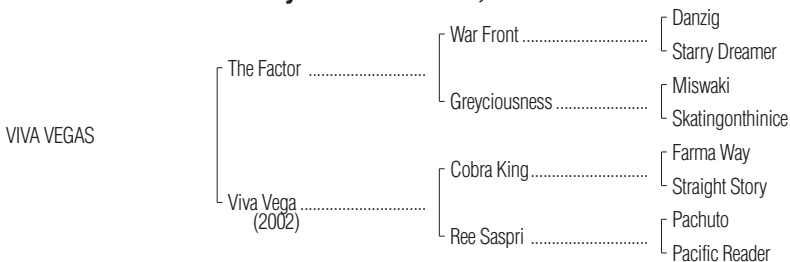 Danzig
War Front ..............................
Starry Dreamer
The Factor ............................
Miswaki
Greyciousness ......................
Skatingonthinice
VIVA VEGAS
Farma Way
Cobra King............................
Straight Story
Viva Vega ..............................
(2002)
Pachuto
Ree Saspri ............................
Pacific Reader